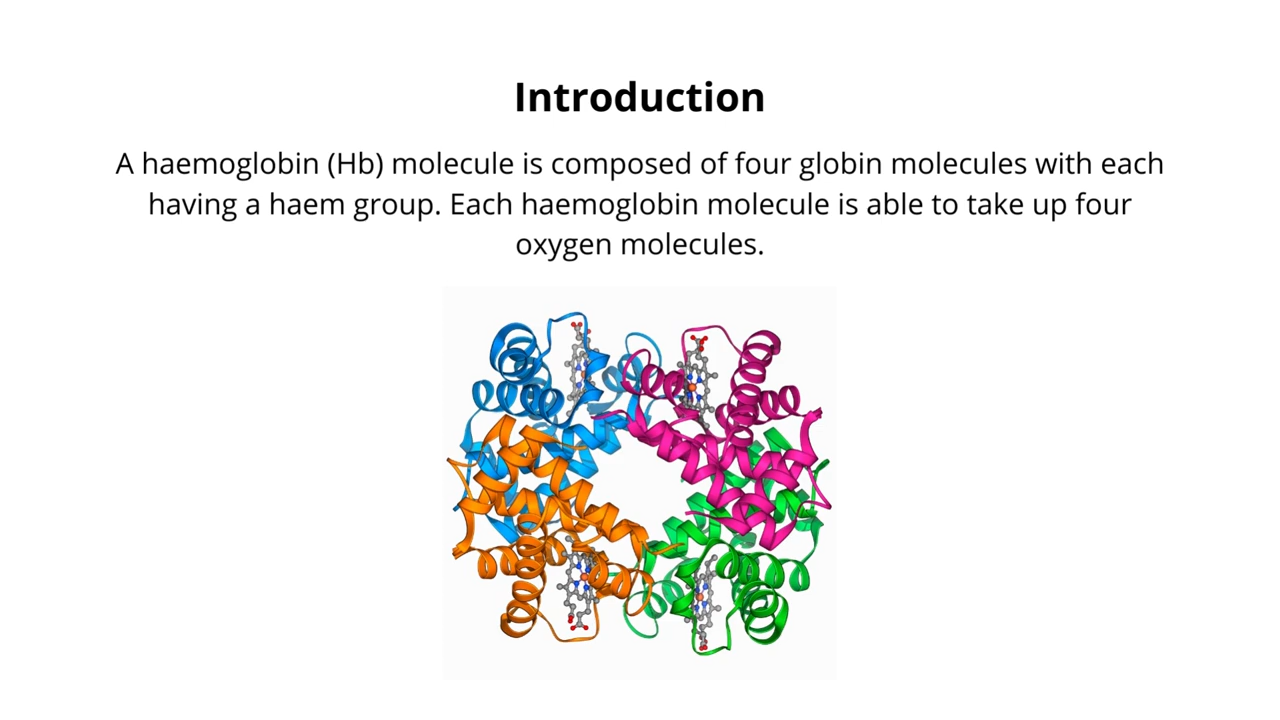 Introduction
A haemoglobin (Hb) molecule is composed of four globin molecules with each
having a haem group. Each haemoglobin molecule is able to take up four
oxygen molecules.